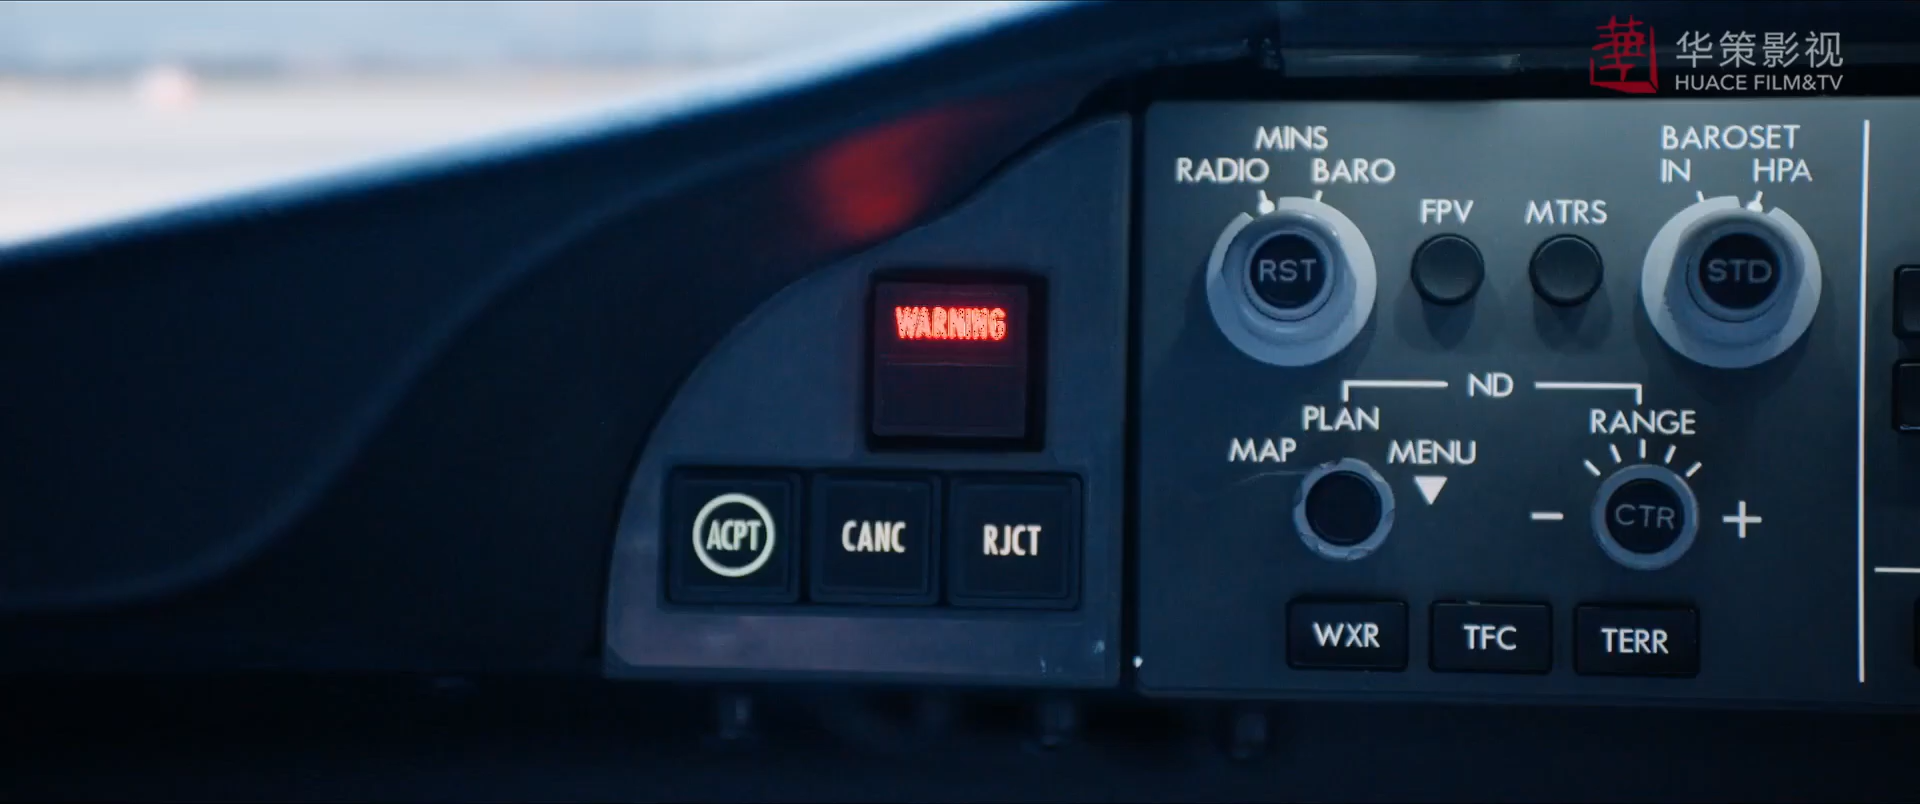 華
华策影视
HUACE FILM&TV
MINS
RADIO
BARO
BAROSET
IN
HPA
FPV
MTRS
RST
STD
WARNING
ND
PLAN
RANGE
MAP
MENU
CTR
−
+
ACPT
CANC
RJCT
WXR
TFC
TERR